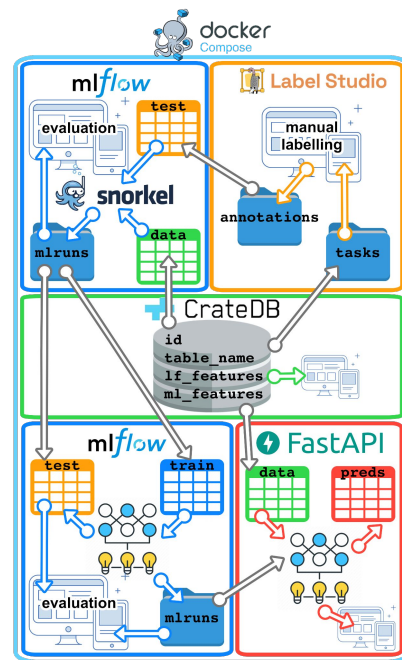 docker
Compose
mlflow
Label Studio
test
evaluation
manual
labelling
snorkel
annotations
data
mlruns
tasks
CrateDB
id
table_name
lf_features
ml_features
mlflow
FastAPI
test
train
data
preds
evaluation
mlruns